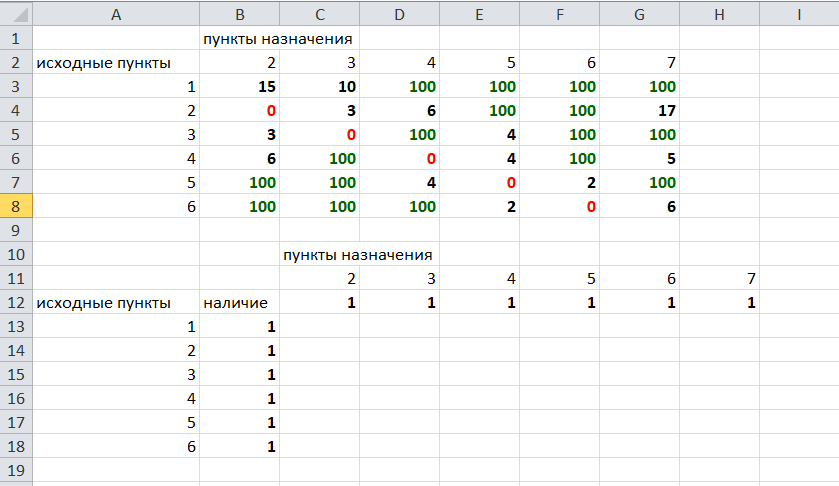 A B C D E F G H I
1 пункты назначения
2 исходные пункты 2 3 4 5 6 7
3 1 15 10 100 100 100 100
4 2 0 3 6 100 100 17
5 3 3 0 100 4 100 100
6 4 6 100 0 4 100 5
7 5 100 100 4 0 2 100
8 6 100 100 100 2 0 6
9
10 пункты назначения
11 2 3 4 5 6 7
12 исходные пункты наличие 1 1 1 1 1 1
13 1 1
14 2 1
15 3 1
16 4 1
17 5 1
18 6 1
19